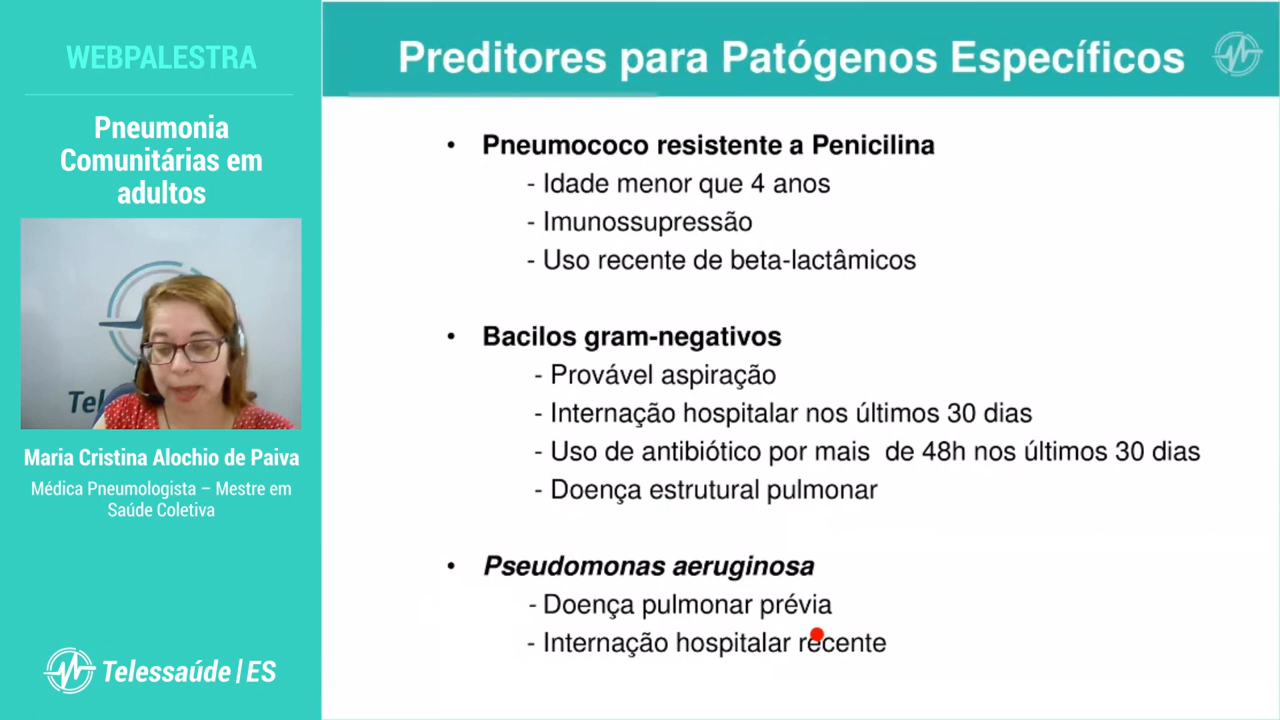 WEBPALESTRA
Pneumonia
Comunitárias em
adultos
Tel
Maria Cristina Alochio de Paiva
Médica Pneumologista – Mestre em
Saúde Coletiva
Telessaúde|ES
Preditores para Patógenos Específicos
• Pneumococo resistente a Penicilina
- Idade menor que 4 anos
- Imunossupressão
- Uso recente de beta-lactâmicos
• Bacilos gram-negativos
- Provável aspiração
- Internação hospitalar nos últimos 30 dias
- Uso de antibiótico por mais de 48h nos últimos 30 dias
- Doença estrutural pulmonar
• Pseudomonas aeruginosa
- Doença pulmonar prévia
- Internação hospitalar recente